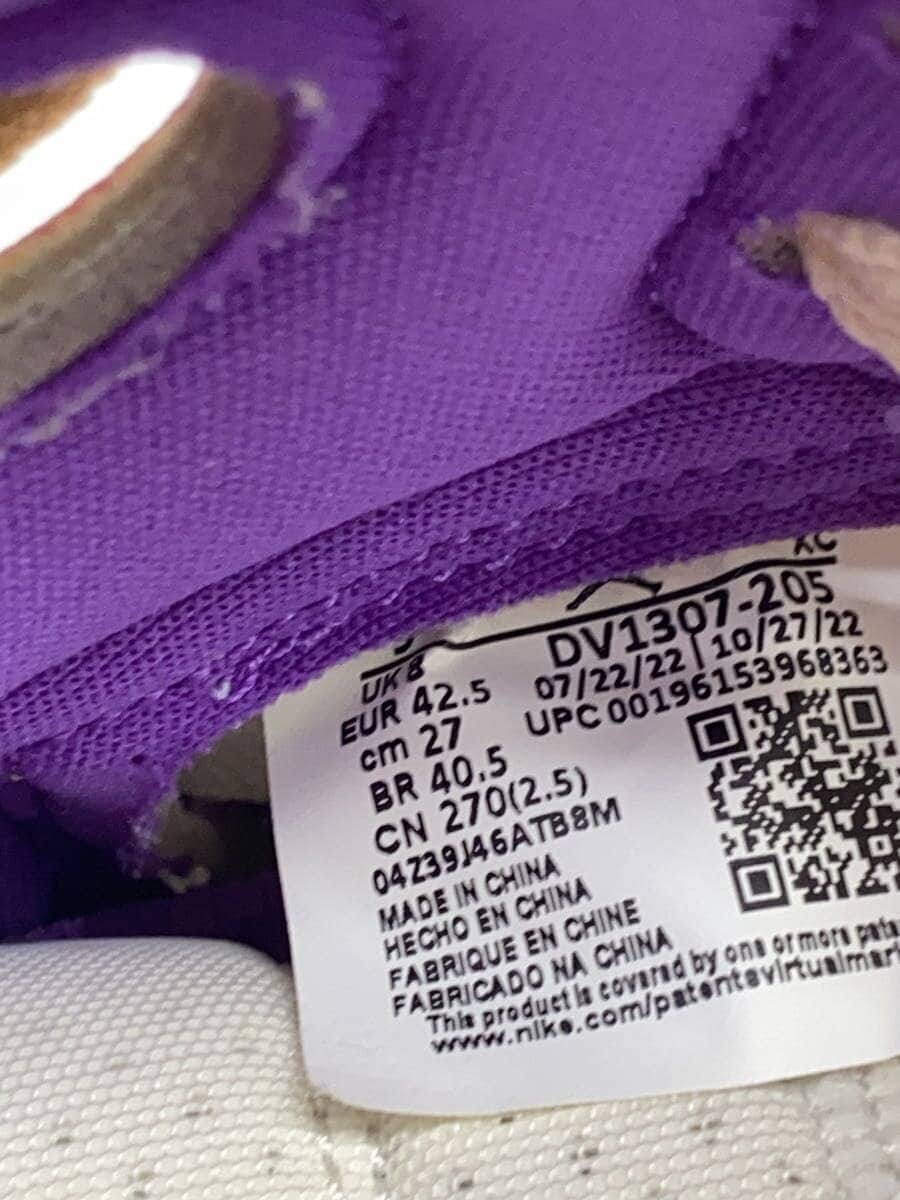 XC
UK 8
DV1307-205
EUR 42.5
07/22/22 10/27/22
cm 27
UPC 00196153968363
BR 40.5
CN 270(2.5)
04Z39J46ATB8M
MADE IN CHINA
HECHO EN CHINA
FABRIQUE EN CHINE
FABRICADO NA CHINA
This product is covered by one or more
www.nike.com/